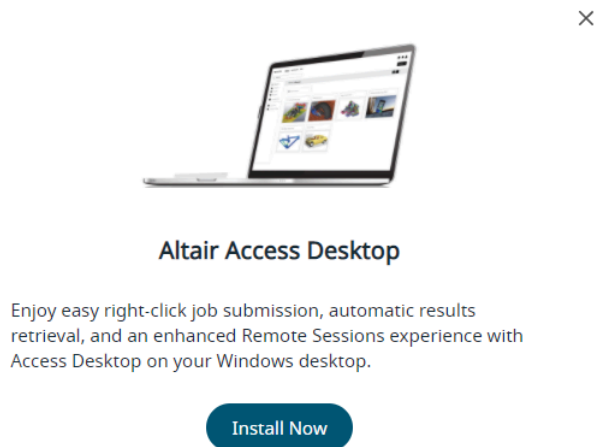 Altair Access Desktop
Enjoy easy right-click job submission, automatic results
retrieval, and an enhanced Remote Sessions experience with
Access Desktop on your Windows desktop.
Install Now